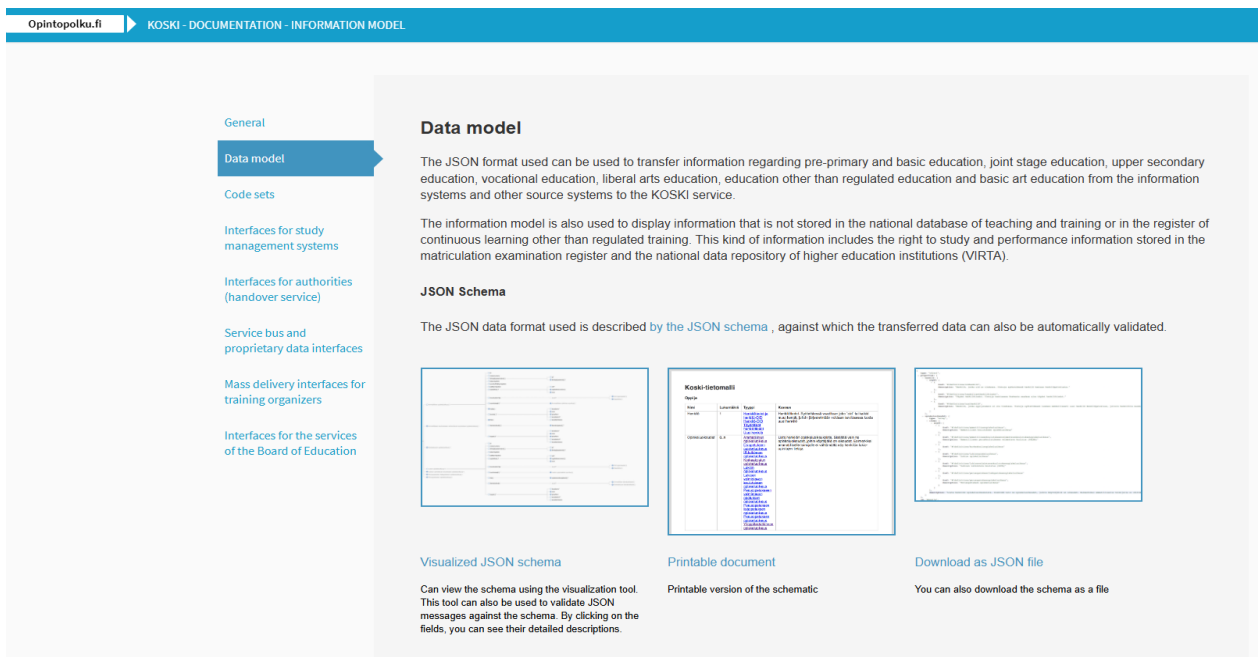 Opintopolku.fi
KOSKI - DOCUMENTATION - INFORMATION MODEL
General
Data model
Code sets
Interfaces for study
management systems
Interfaces for authorities
(handover service)
Service bus and
proprietary data interfaces
Mass delivery interfaces for
training organizers
Interfaces for the services
of the Board of Education
Data model
The JSON format used can be used to transfer information regarding pre-primary and basic education, joint stage education, upper secondary
education, vocational education, liberal arts education, education other than regulated education and basic art education from the information
systems and other source systems to the KOSKI service.
The information model is also used to display information that is not stored in the national database of teaching and training or in the register of
continuous learning other than regulated training. This kind of information includes the right to study and performance information stored in the
matriculation examination register and the national data repository of higher education institutions (VIRTA).
JSON Schema
The JSON data format used is described by the JSON schema , against which the transferred data can also be automatically validated.
Koski-tietomalli
Oppija
Visualized JSON schema
Can view the schema using the visualization tool.
This tool can also be used to validate JSON
messages against the schema. By clicking on the
fields, you can see their detailed descriptions.
Printable document
Printable version of the schematic
Download as JSON file
You can also download the schema as a file